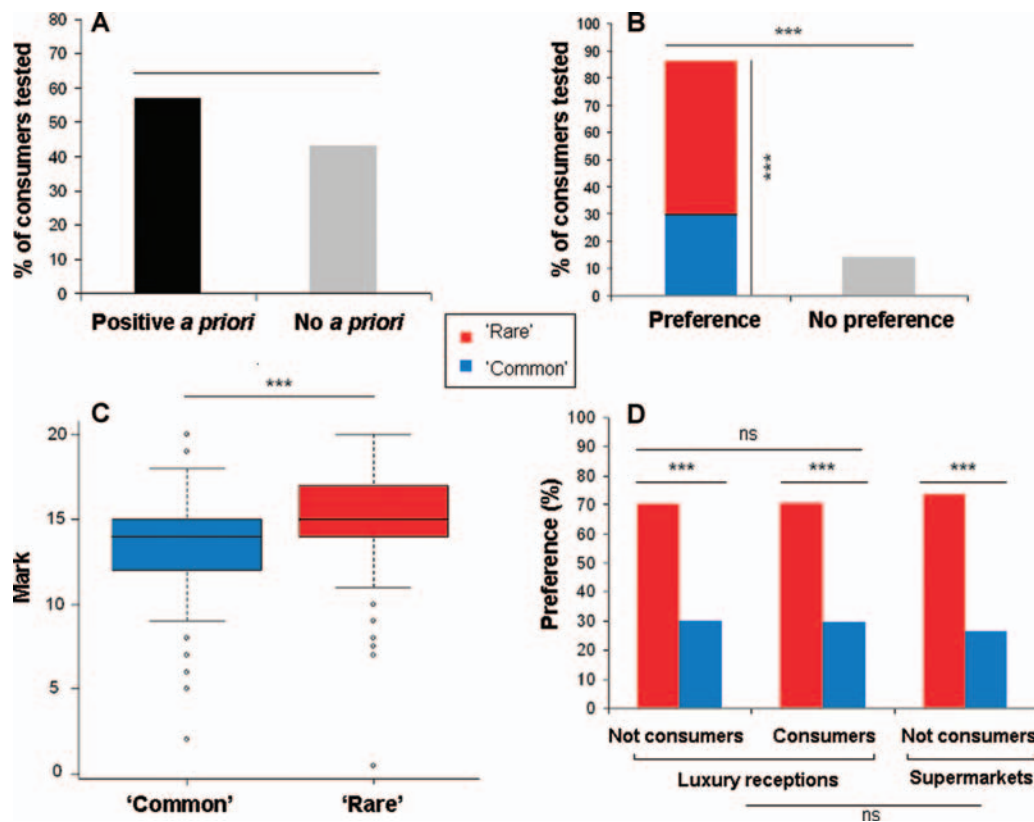 A
% of consumers tested
80
70
60
50
40
30
20
10
0
Positive a priori
No a priori
B
***
% of consumers tested
100
90
80
70
60
50
40
30
20
10
0
***
Preference
No preference
'Rare'
'Common'
C
***
Mark
20
15
10
5
0
'Common'
'Rare'
D
Preference (%)
100
90
80
70
60
50
40
30
20
10
0
ns
***
***
***
Not consumers
Consumers
Not consumers
Luxury receptions
Supermarkets
ns